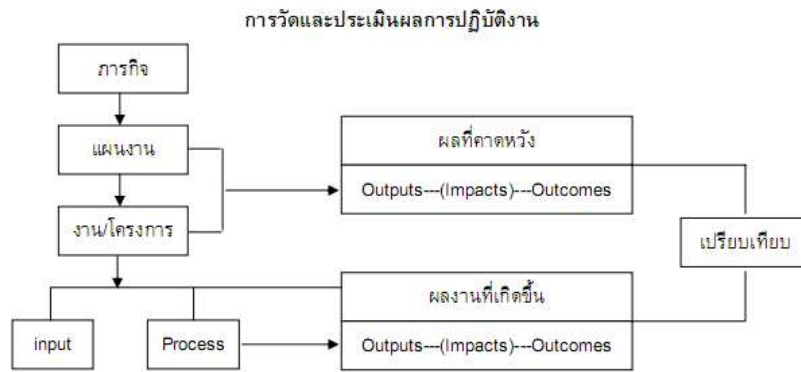 การวัดและประเมินผลการปฏิบัติงาน
ภารกิจ
แผนงาน
ผลที่คาดหวัง
Outputs---(Impacts)---Outcomes
งาน/โครงการ
เปรียบเทียบ
ผลงานที่เกิดขึ้น
input
Process
Outputs---(Impacts)---Outcomes